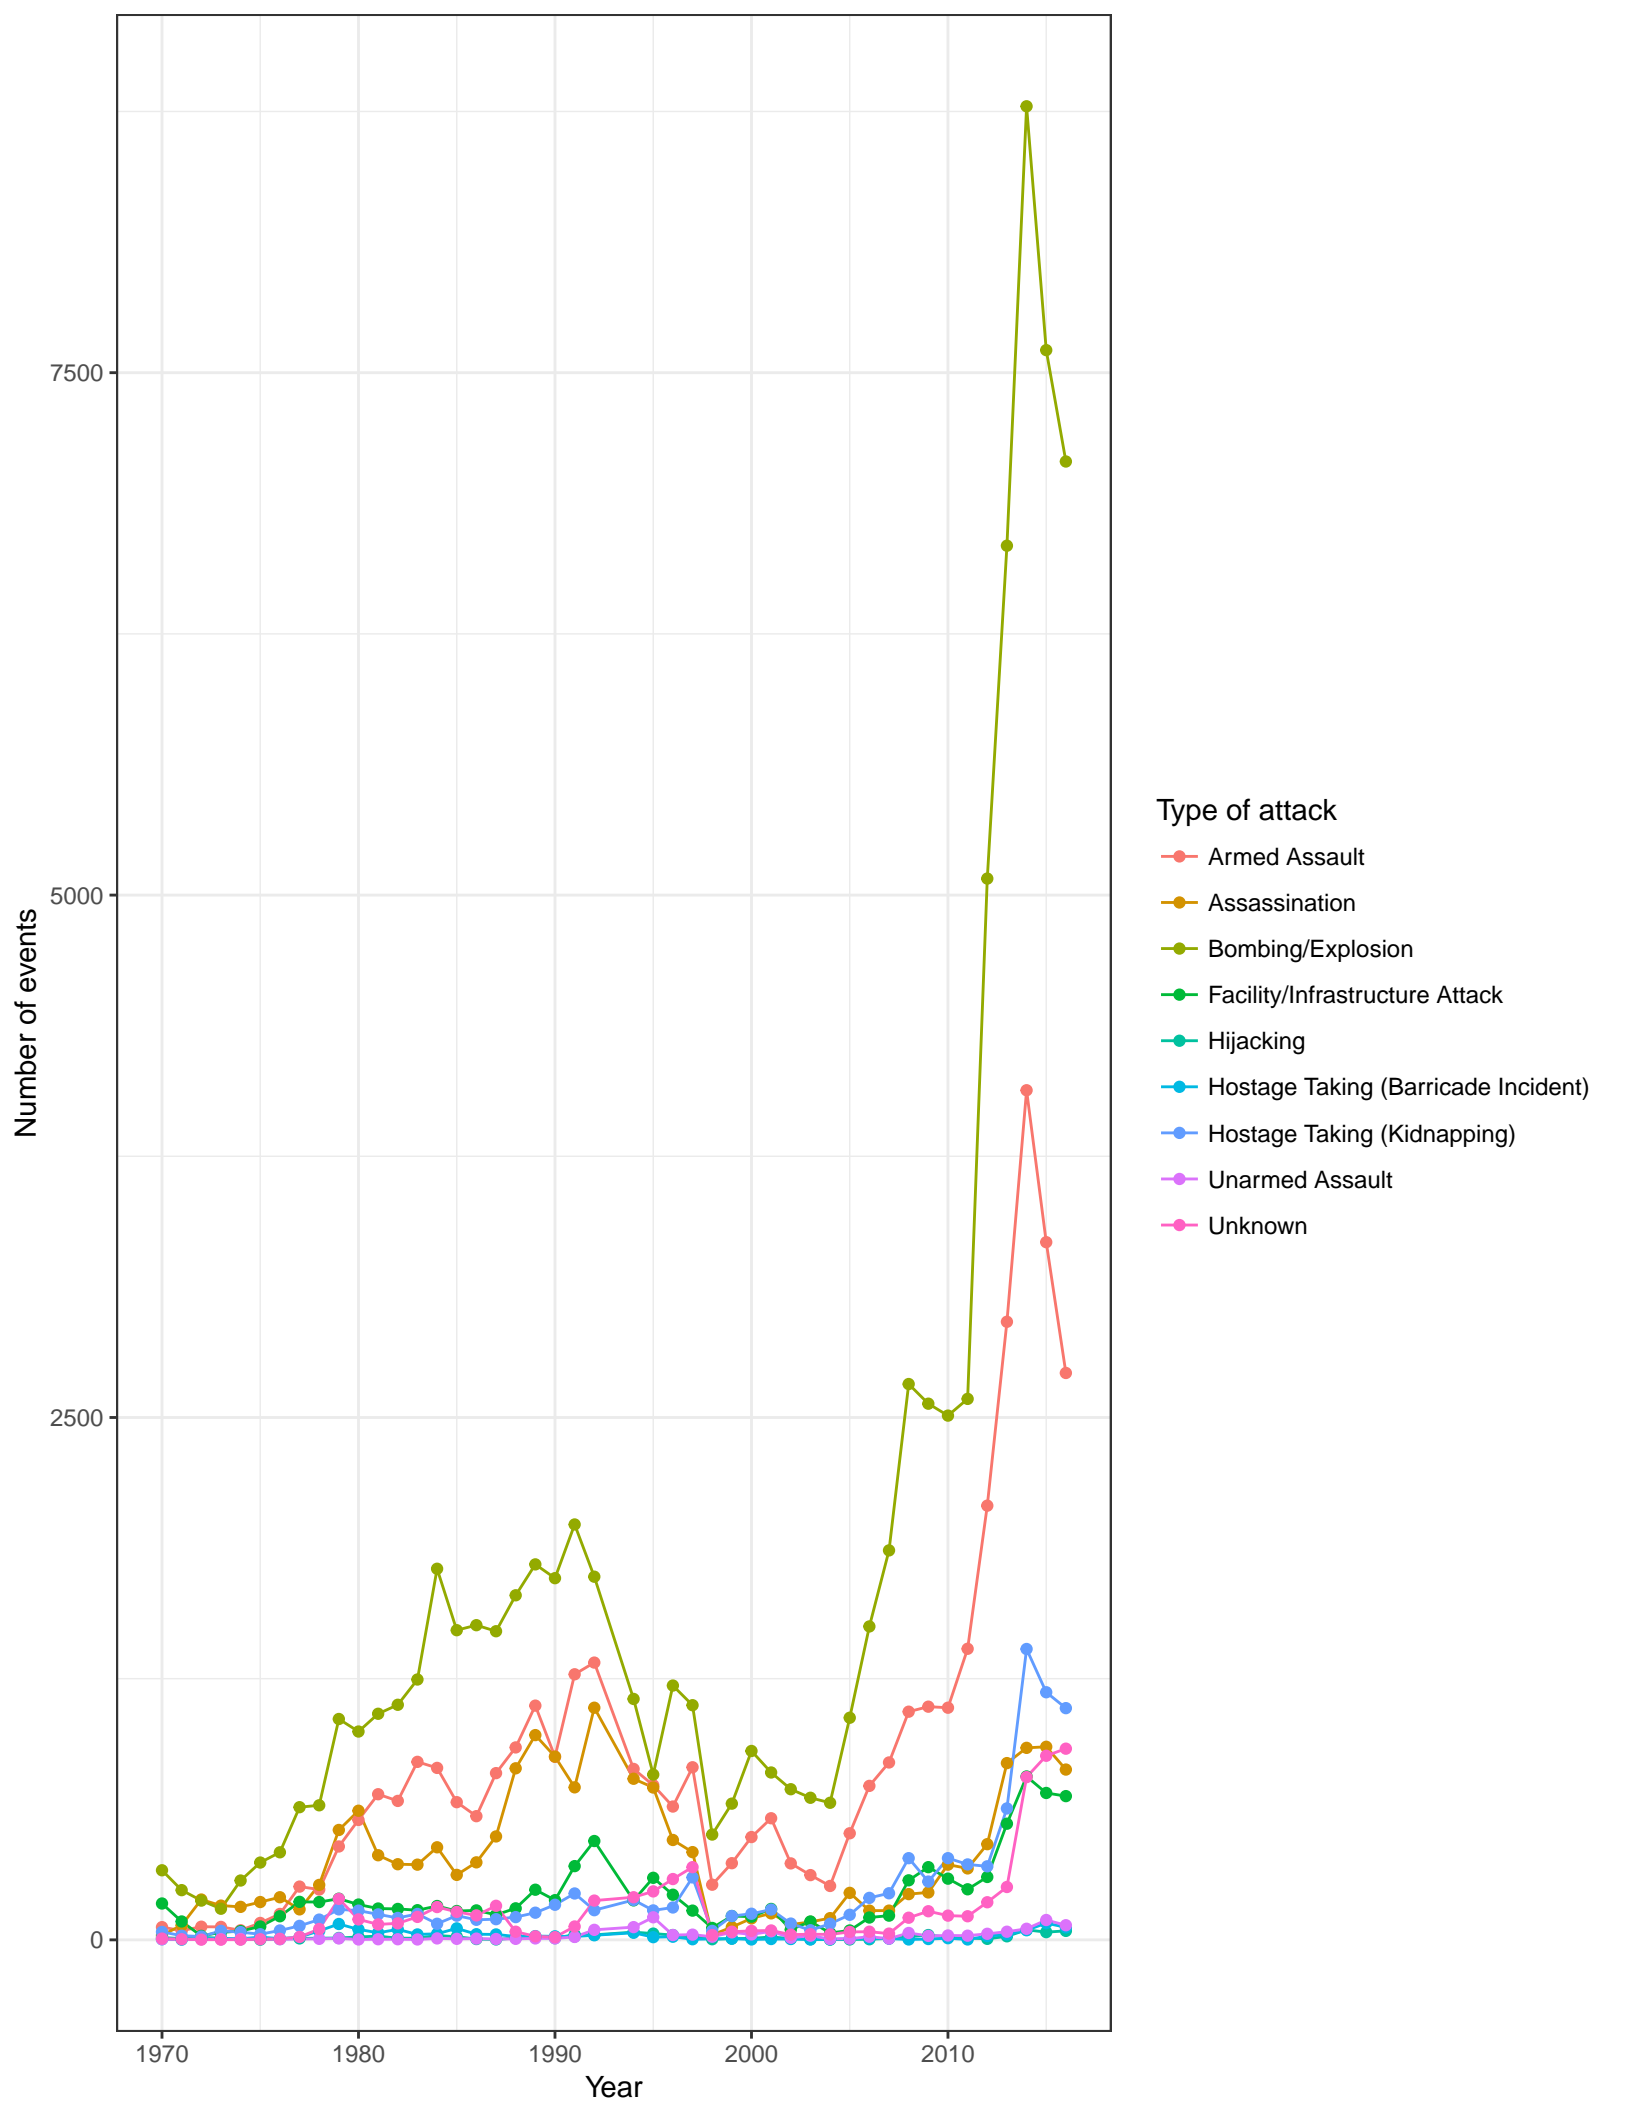 7500
5000
2500
0
Number of events
1970
1980
1990
2000
2010
Year
Type of attack
Armed Assault
Assassination
Bombing/Explosion
Facility/Infrastructure Attack
Hijacking
Hostage Taking (Barricade Incident)
Hostage Taking (Kidnapping)
Unarmed Assault
Unknown